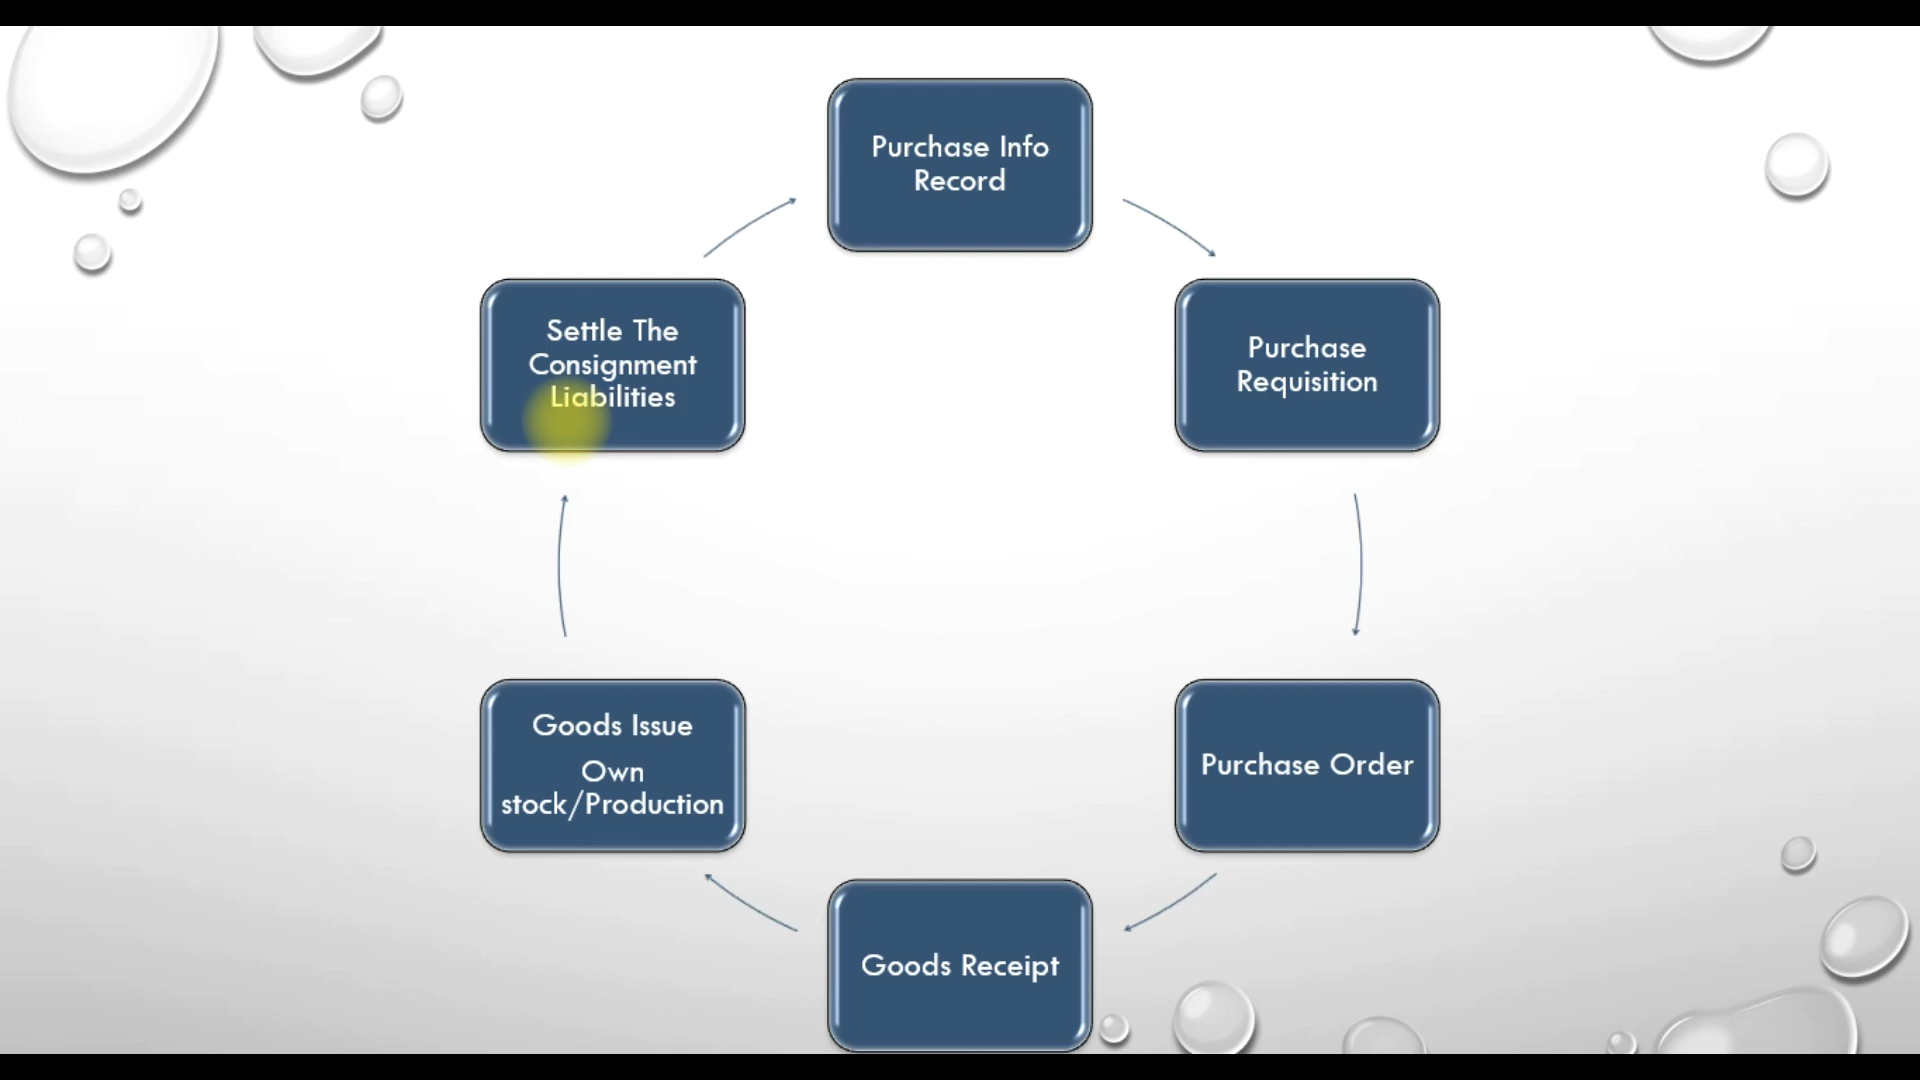 Purchase Info
Record
Purchase
Requisition
Purchase Order
Goods Receipt
Goods Issue
Own
stock/Production
Settle The
Consignment
Liabilities